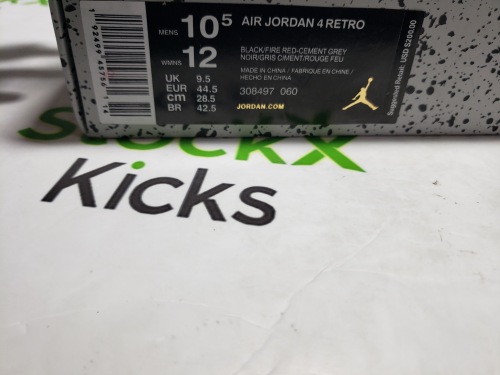 MENS 10⁵ AIR JORDAN 4 RETRO
WMNS 12
BLACK/FIRE RED-CEMENT GREY
NOIR/GRIS CIMENT/ROUGE FEU
UK 9.5
EUR 44.5
cm 28.5
BR 42.5
MADE IN CHINA / FABRIQUÉ EN CHINE /
HECHO EN CHINA
308497 060
JORDAN.COM
Suggested Retail: USD $200.00
StockX
Kicks